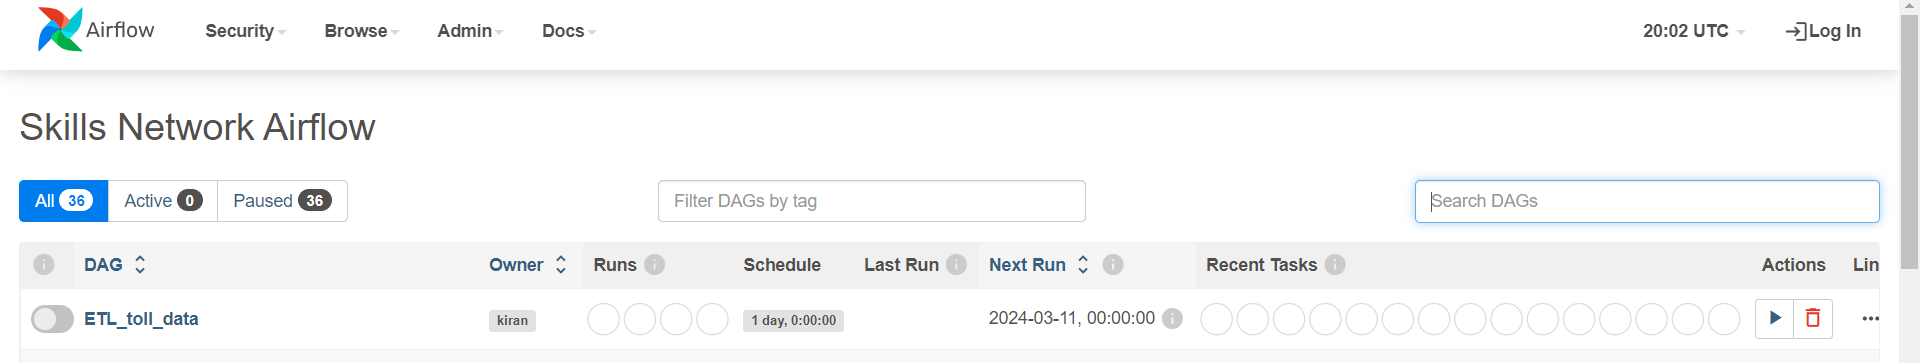 Airflow Security Browse Admin Docs 20:02 UTC Log In
Skills Network Airflow
All 36 Active 0 Paused 36 Filter DAGs by tag Search DAGs
i DAG Owner Runs i Schedule Last Run i Next Run i Recent Tasks i Actions Lin
ETL_toll_data kiran 1 day, 0:00:00 2024-03-11, 00:00:00 i